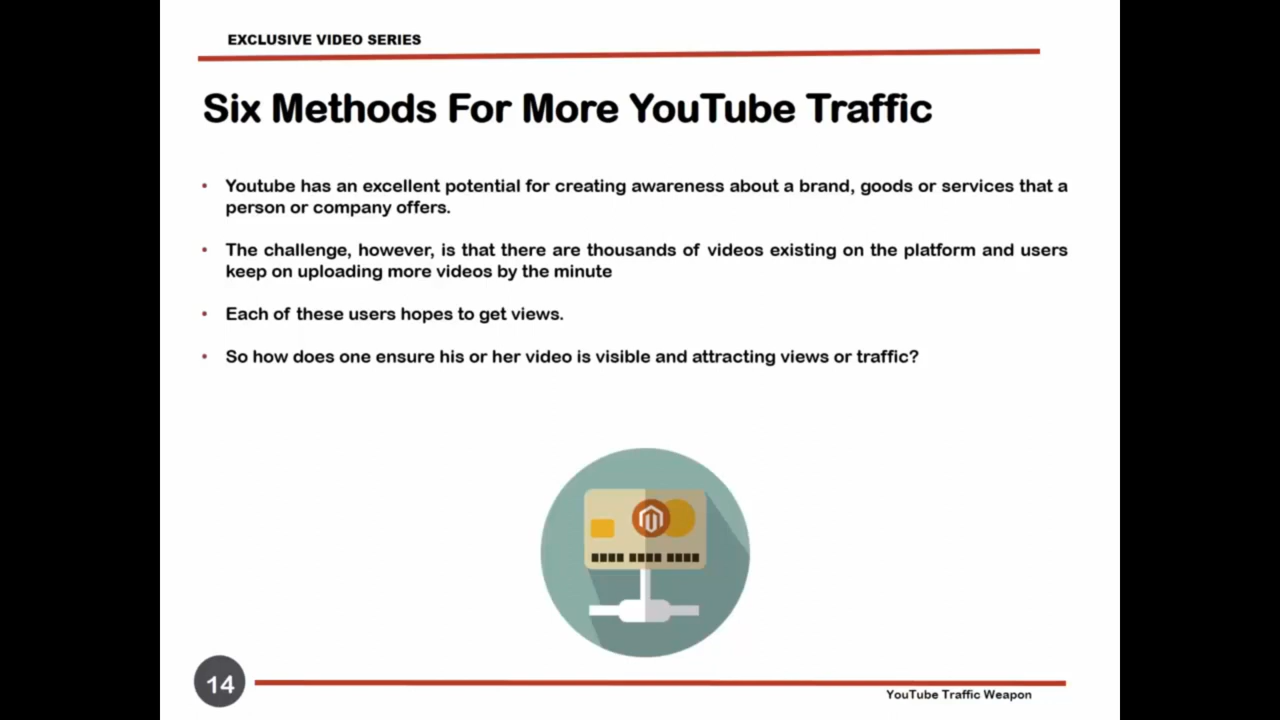 EXCLUSIVE VIDEO SERIES
Six Methods For More YouTube Traffic
• Youtube has an excellent potential for creating awareness about a brand, goods or services that a
person or company offers.
• The challenge, however, is that there are thousands of videos existing on the platform and users
keep on uploading more videos by the minute
• Each of these users hopes to get views.
• So how does one ensure his or her video is visible and attracting views or traffic?
14
YouTube Traffic Weapon